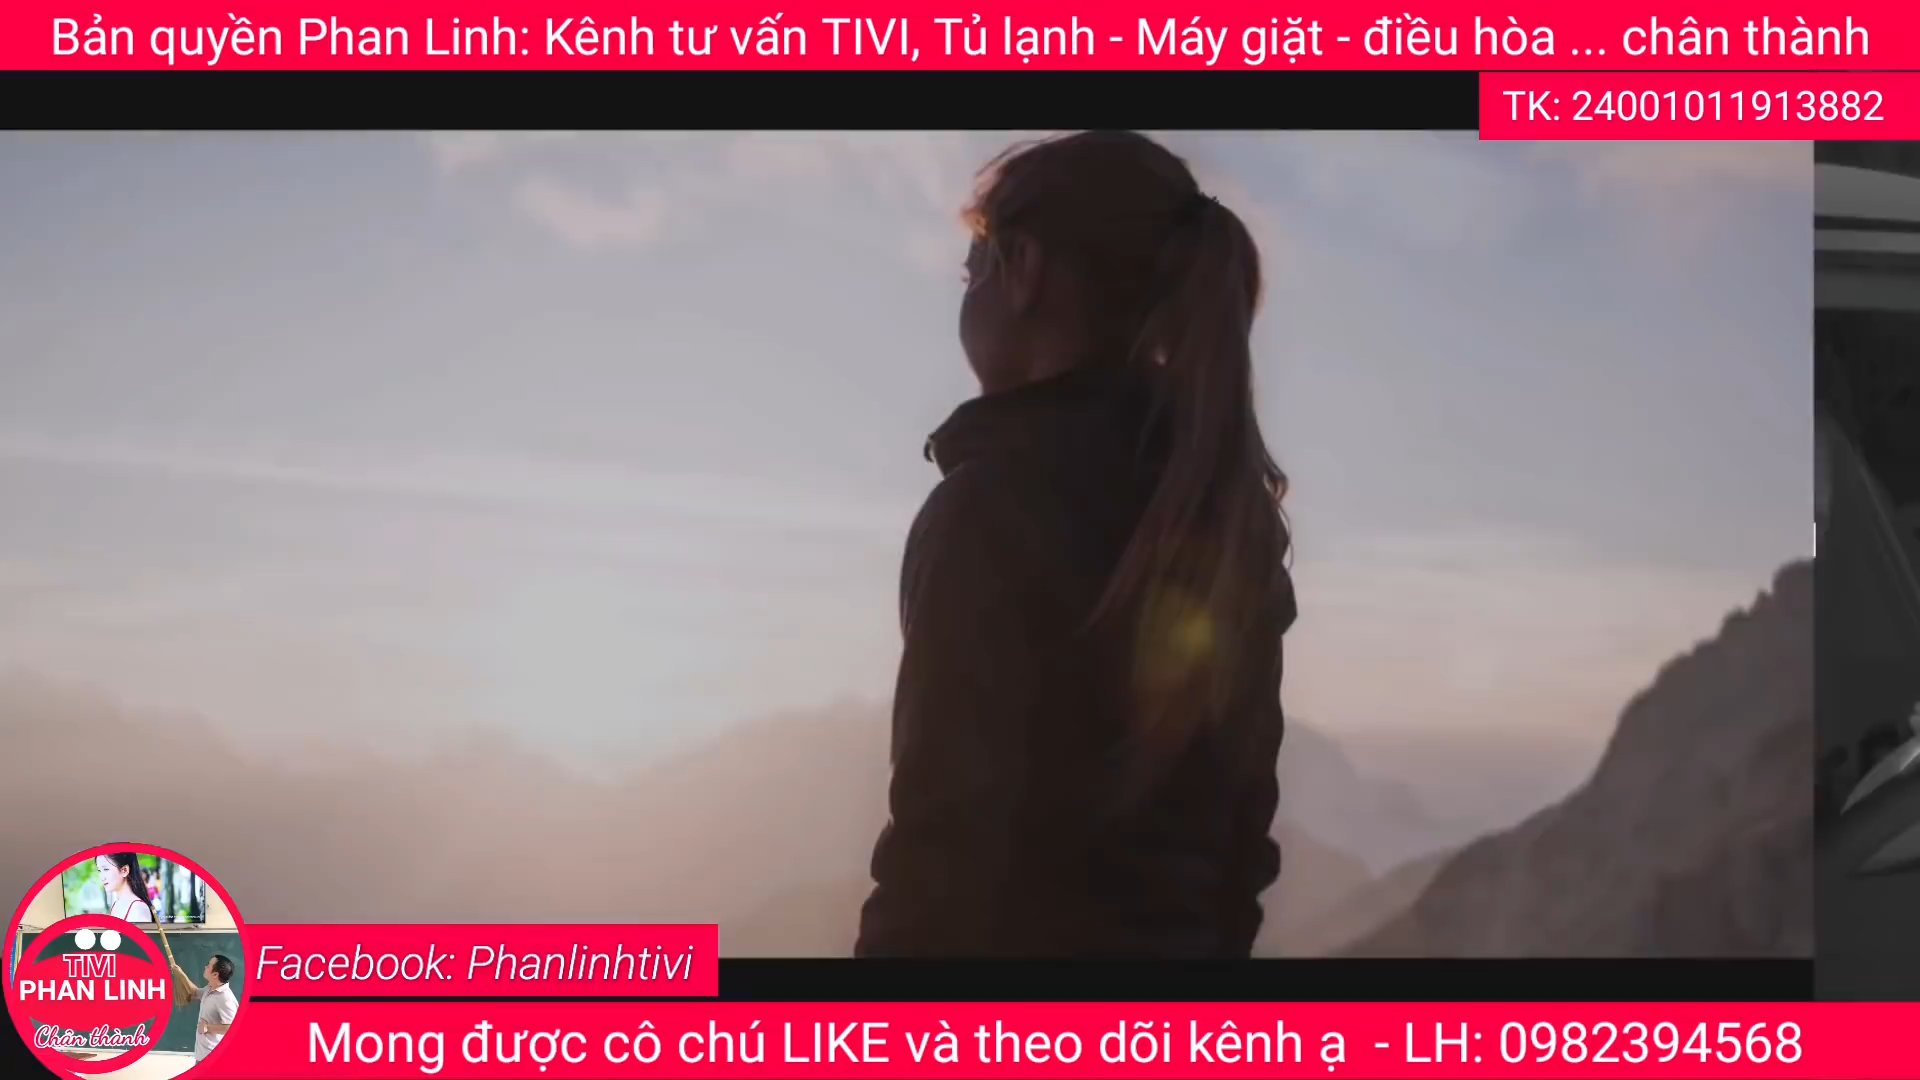 Bản quyền Phan Linh: Kênh tư vấn TIVI, Tủ lạnh - Máy giặt - điều hòa ... chân thành
TK: 24001011913882
TIVI
PHAN LINH
Chân thành
Facebook: Phanlinhtivi
Mong được cô chú LIKE và theo dõi kênh ạ - LH: 0982394568